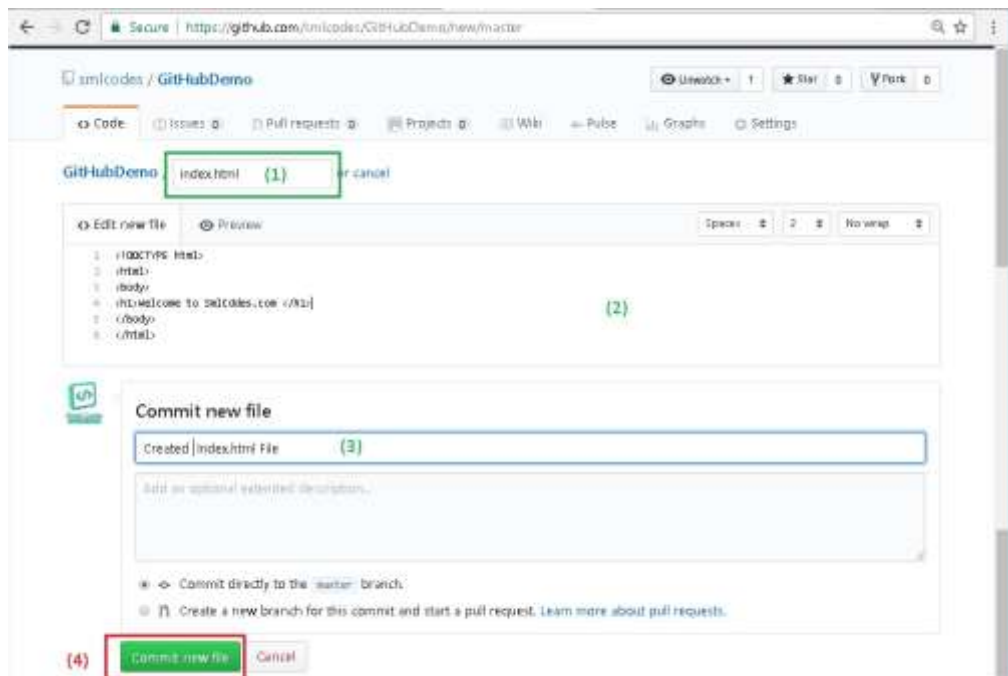 Secure | https://github.com/smlcodes/GitHubDemo/new/master
smlcodes / GitHubDemo
Unwatch 1 Star 0 Fork 0
Code Issues 0 Pull requests 0 Projects 0 Wiki Pulse Graphs Settings
GitHubDemo / index.html (1) or cancel
Edit new file Preview Spaces 2 No wrap
1 <!DOCTYPE html>
2 <html>
3 <body>
4 <h1>Welcome to SmlCodes.com </h1>
5 </body>
6 </html>
(2)
Commit new file
Created Index.html File (3)
Add an optional extended description...
Commit directly to the master branch.
Create a new branch for this commit and start a pull request. Learn more about pull requests.
(4) Commit new file Cancel